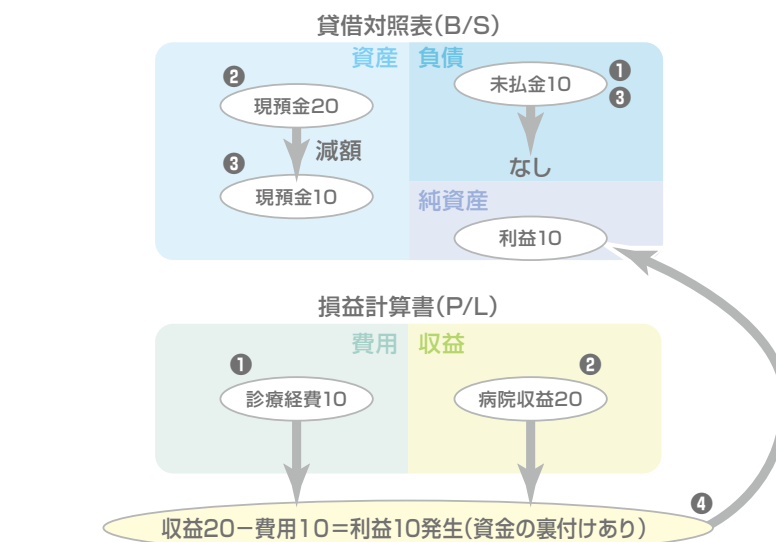 貸借対照表(B/S)
資産 負債
❷ 現預金20
未払金10 ❶
❸
減額
なし
❸ 現預金10
純資産
利益10
損益計算書(P/L)
費用 収益
❶ ❷
診療経費10 病院収益20
❹
収益20−費用10＝利益10発生(資金の裏付けあり)